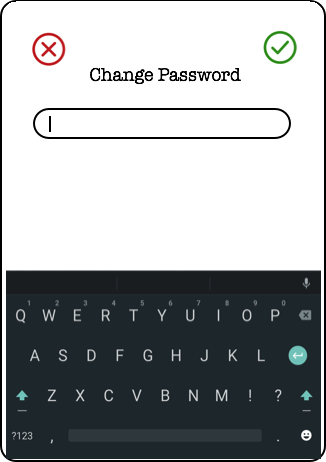 Change Password
1 2 3 4 5 6 7 8 9 0
Q W E R T Y U I O P
A S D F G H J K L
Z X C V B N M ! ?
?123 , .